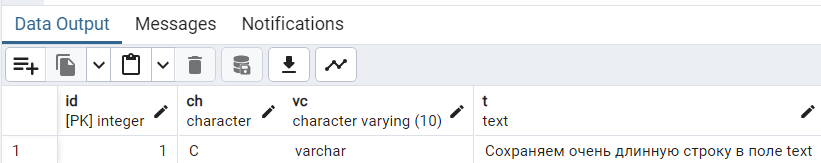 Data Output Messages Notifications
id ch vc t
[PK] integer character character varying (10) text
1 1 C varchar Сохраняем очень длинную строку в поле text